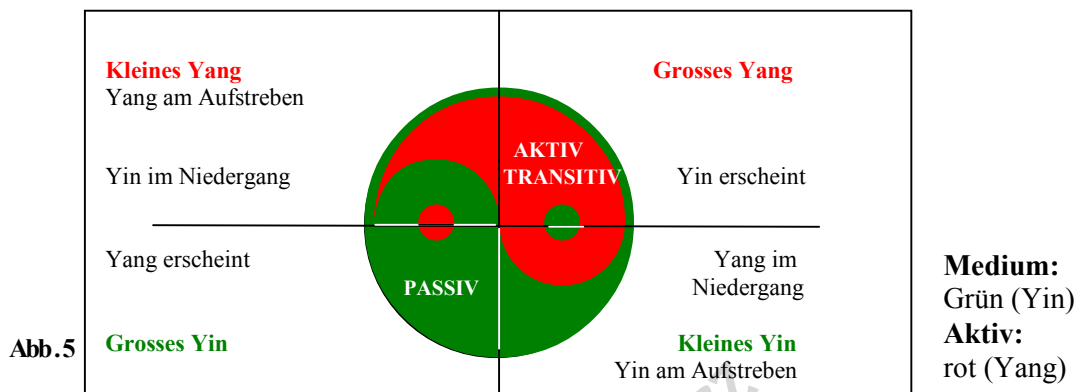 Kleines Yang
Yang am Aufstreben
Grosses Yang
AKTIV
TRANSITIV
Yin im Niedergang
Yin erscheint
Yang erscheint
Yang im
Niedergang
PASSIV
Medium:
Grün (Yin)
Aktiv:
rot (Yang)
Abb.5
Grosses Yin
Kleines Yin
Yin am Aufstreben